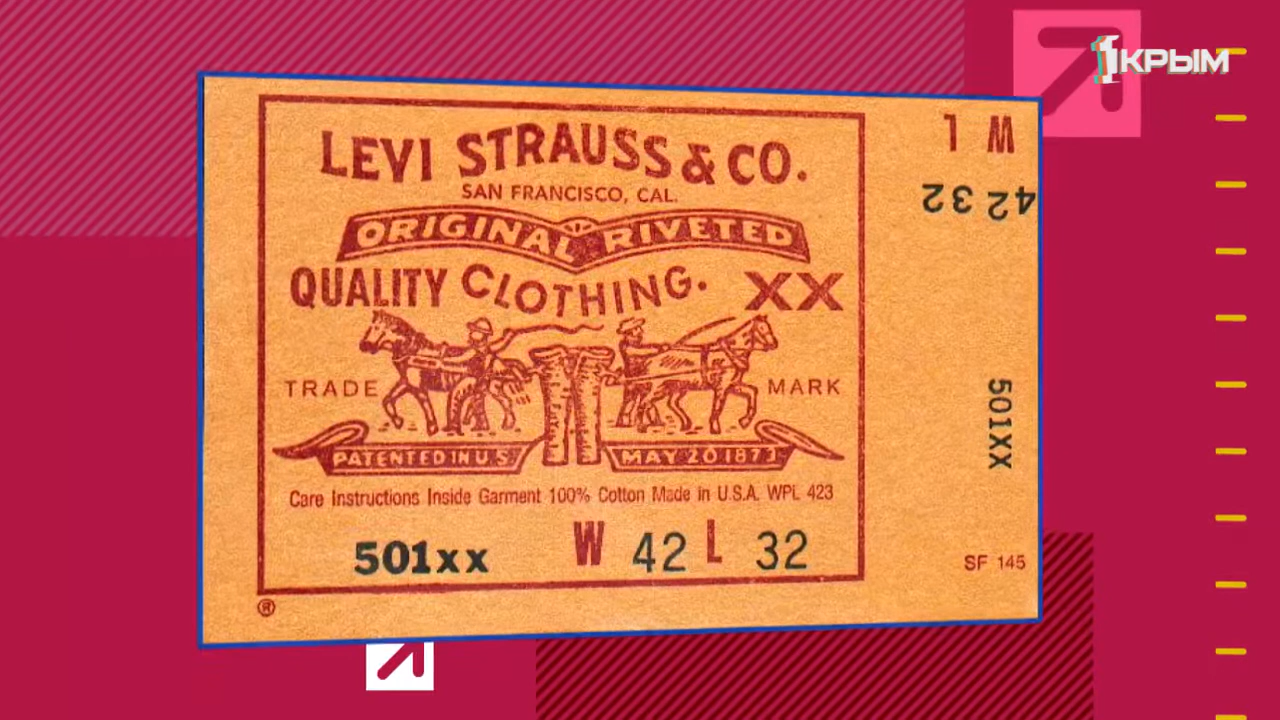 1КРЫМ
LEVI STRAUSS & CO.
SAN FRANCISCO, CAL.
ORIGINAL RIVETED
QUALITY CLOTHING. XX
TRADE MARK
PATENTED IN U.S. MAY 20 1873
Care Instructions Inside Garment 100% Cotton Made in U.S.A. WPL 423
501xx W 42 L 32
®
W L
42 32
501XX
SF 145